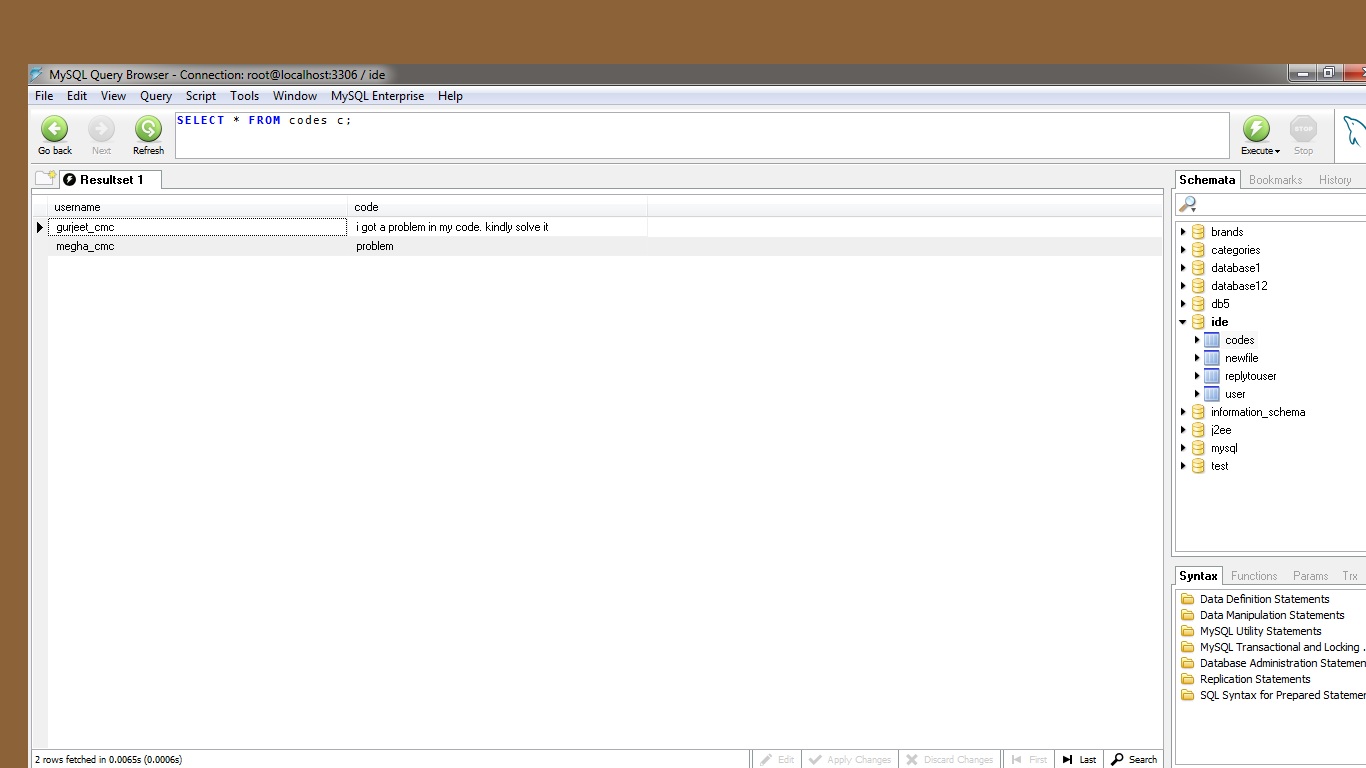 MySQL Query Browser - Connection: root@localhost:3306 / ide
File Edit View Query Script Tools Window MySQL Enterprise Help
SELECT * FROM codes c;
Go back Next Refresh
STOP
Execute Stop
Resultset 1
Schemata Bookmarks History
username code
gurjeet_cmc i got a problem in my code. kindly solve it
megha_cmc problem
brands
categories
database1
database12
db5
ide
codes
newfile
replytouser
user
information_schema
j2ee
mysql
test
Syntax Functions Params Trx
Data Definition Statements
Data Manipulation Statements
MySQL Utility Statements
MySQL Transactional and Locking .
Database Administration Statemen
Replication Statements
SQL Syntax for Prepared Statemer
2 rows fetched in 0.0065s (0.0006s)
Edit Apply Changes Discard Changes First Last Search